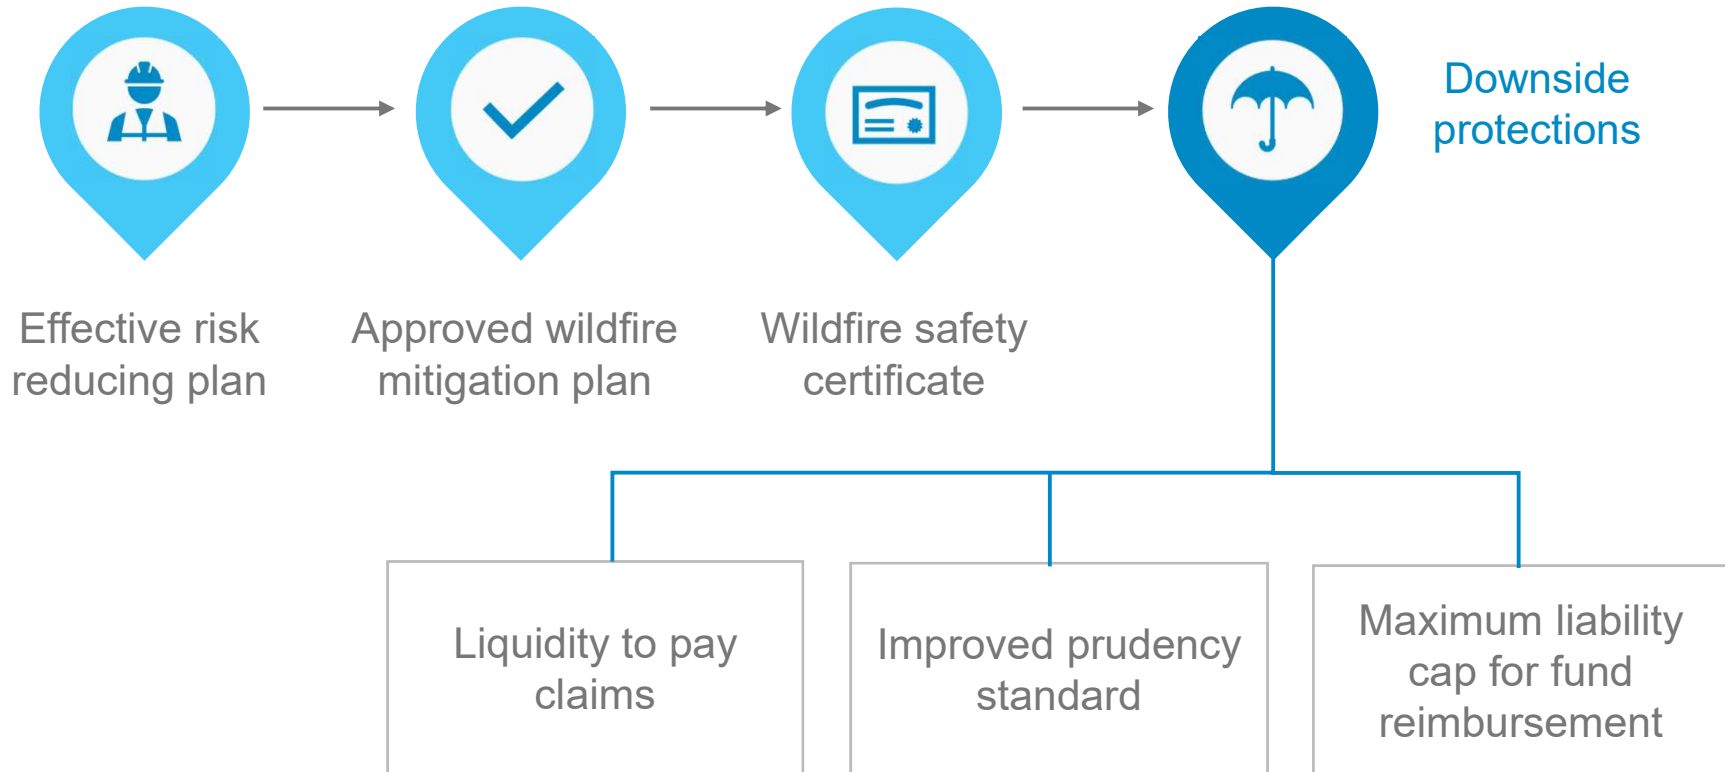 Downside
protections
Effective risk
reducing plan
Approved wildfire
mitigation plan
Wildfire safety
certificate
Liquidity to pay
claims
Improved prudency
standard
Maximum liability
cap for fund
reimbursement